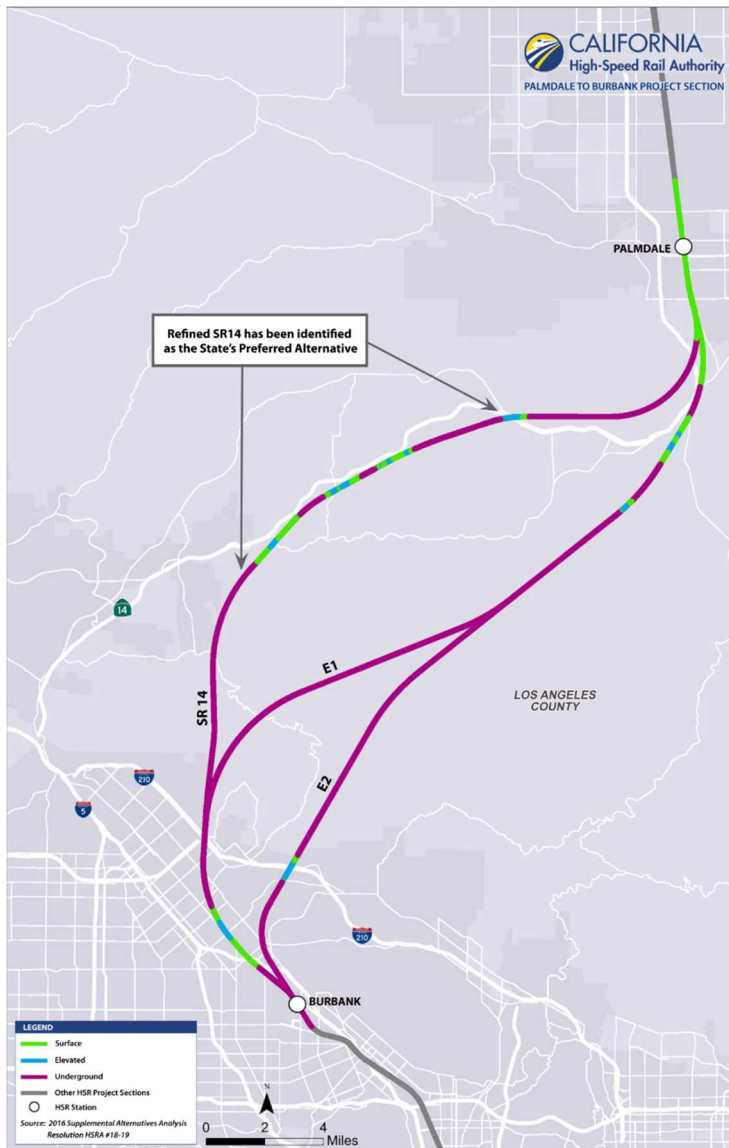 CALIFORNIA
High-Speed Rail Authority
PALMDALE TO BURBANK PROJECT SECTION
PALMDALE
Refined SR14 has been identified
as the State's Preferred Alternative
14
E1
SR 14
LOS ANGELES
COUNTY
E2
210
5
210
BURBANK
LEGEND
Surface
Elevated
Underground
Other HSR Project Sections
HSR Station
Source: 2016 Supplemental Alternatives Analysis
Resolution HSRA #18-19
N
0 2 4
Miles